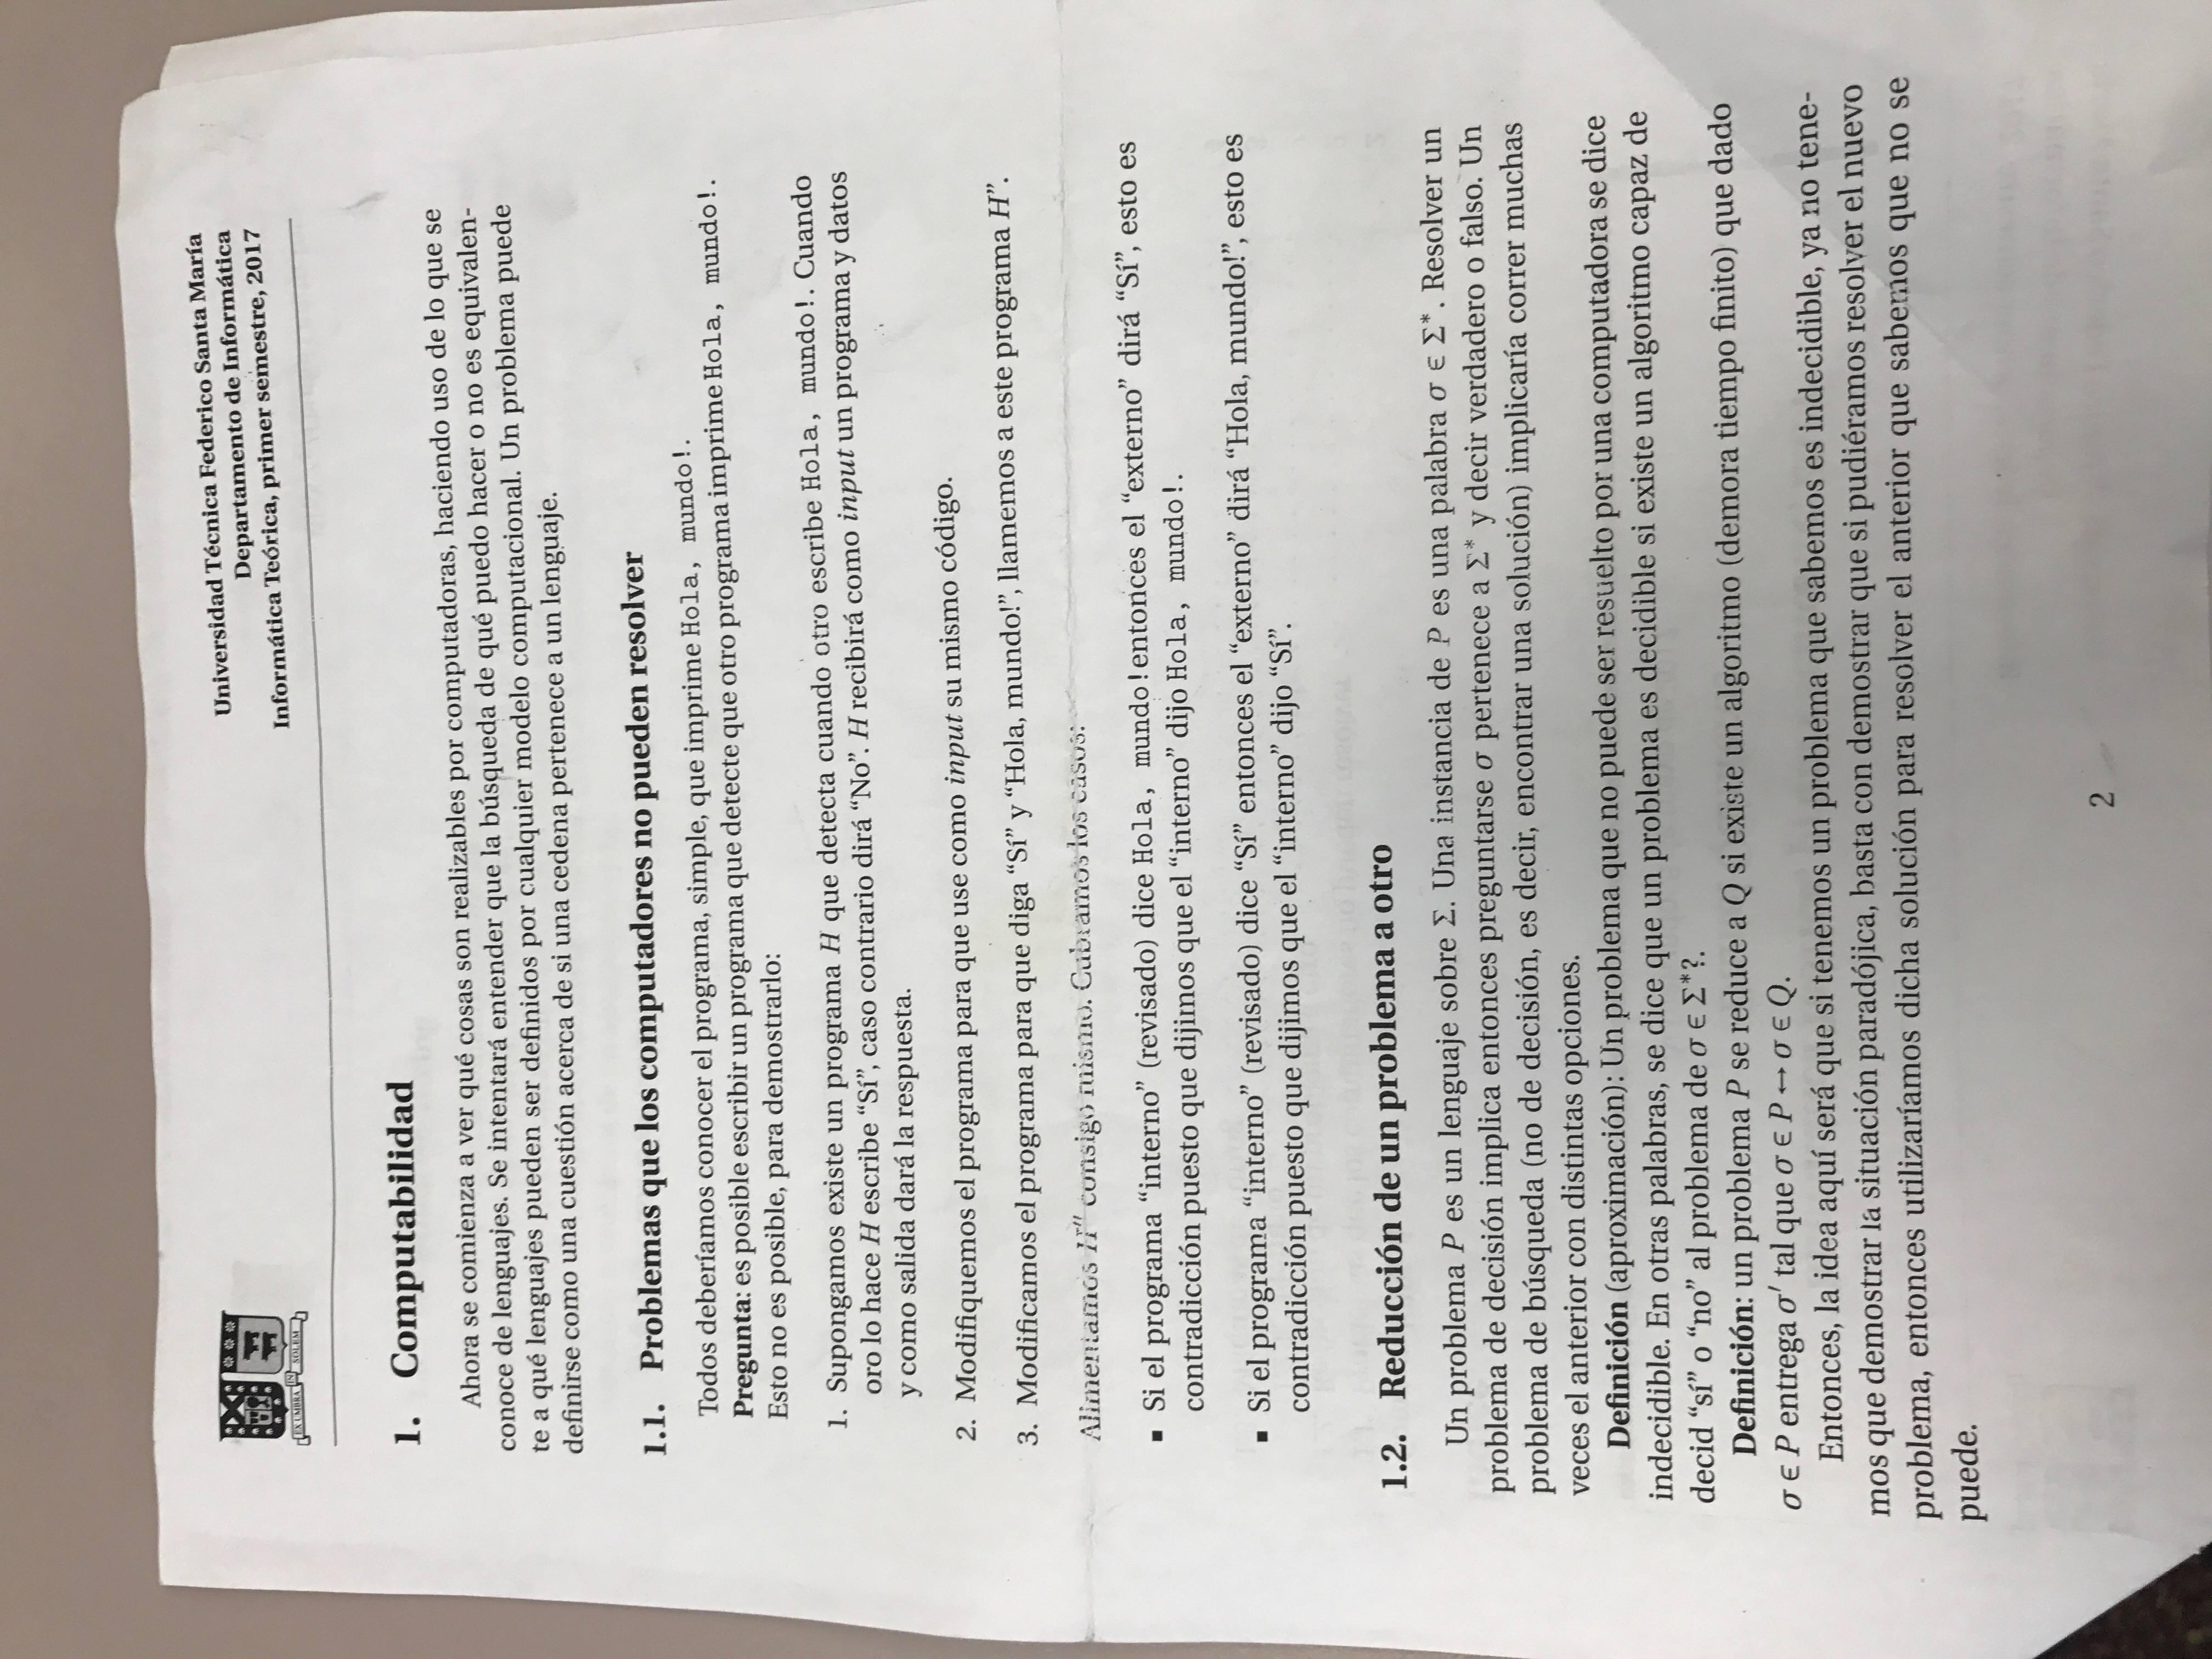 EX UMBRA IN SOLEM
Universidad Técnica Federico Santa María
Departamento de Informática
Informática Teórica, primer semestre, 2017
1. Computabilidad
Ahora se comienza a ver qué cosas son realizables por computadoras, haciendo uso de lo que se
conoce de lenguajes. Se intentará entender que la búsqueda de qué puedo hacer o no es equivalen-
te a qué lenguajes pueden ser definidos por cualquier modelo computacional. Un problema puede
definirse como una cuestión acerca de si una cedena pertenece a un lenguaje.
1.1. Problemas que los computadores no pueden resolver
Todos deberíamos conocer el programa, simple, que imprime Hola, mundo!.
Pregunta: es posible escribir un programa que detecte que otro programa imprime Hola, mundo!.
Esto no es posible, para demostrarlo:
1. Supongamos existe un programa H que detecta cuando otro escribe Hola, mundo!. Cuando
oro lo hace H escribe “Sí”, caso contrario dirá “No”. H recibirá como input un programa y datos
y como salida dará la respuesta.
2. Modifiquemos el programa para que use como input su mismo código.
3. Modificamos el programa para que diga “Sí” y “Hola, mundo!”, llamemos a este programa H”.
Alimentamos H″ consigo mismo. Cubramos los casos:
▪ Si el programa “interno” (revisado) dice Hola, mundo! entonces el “externo” dirá “Sí”, esto es
contradicción puesto que dijimos que el “interno” dijo Hola, mundo!.
▪ Si el programa “interno” (revisado) dice “Sí” entonces el “externo” dirá “Hola, mundo!”, esto es
contradicción puesto que dijimos que el “interno” dijo “Sí”.
1.2. Reducción de un problema a otro
Un problema P es un lenguaje sobre Σ. Una instancia de P es una palabra σ ∈ Σ*. Resolver un
problema de decisión implica entonces preguntarse σ pertenece a Σ* y decir verdadero o falso. Un
problema de búsqueda (no de decisión, es decir, encontrar una solución) implicaría correr muchas
veces el anterior con distintas opciones.
Definición (aproximación): Un problema que no puede ser resuelto por una computadora se dice
indecidible. En otras palabras, se dice que un problema es decidible si existe un algoritmo capaz de
decid “sí” o “no” al problema de σ ∈ Σ*?.
Definición: un problema P se reduce a Q si existe un algoritmo (demora tiempo finito) que dado
σ ∈ P entrega σ′ tal que σ ∈ P ↔ σ ∈ Q.
Entonces, la idea aquí será que si tenemos un problema que sabemos es indecidible, ya no tene-
mos que demostrar la situación paradójica, basta con demostrar que si pudiéramos resolver el nuevo
problema, entonces utilizaríamos dicha solución para resolver el anterior que sabemos que no se
puede.
2